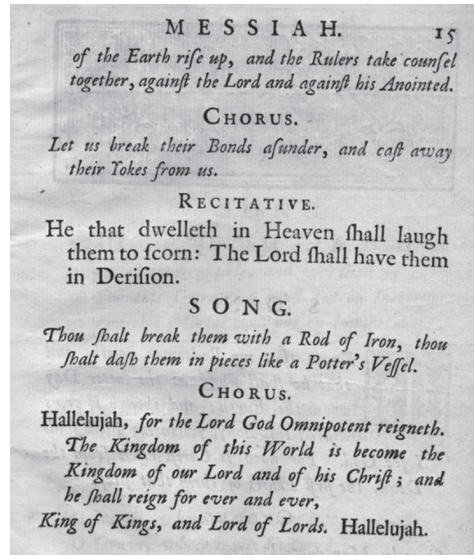 MESSIAH. 15
of the Earth riſe up, and the Rulers take counſel
together, againſt the Lord and againſt his Anointed.
CHORUS.
Let us break their Bonds aſunder, and caſt away
their Yokes from us.
RECITATIVE.
He that dwelleth in Heaven ſhall laugh
them to ſcorn: The Lord ſhall have them
in Deriſion.
SONG.
Thou ſhalt break them with a Rod of Iron, thou
ſhalt daſh them in pieces like a Potter's Veſſel.
CHORUS.
Hallelujah, for the Lord God Omnipotent reigneth.
The Kingdom of this World is become the
Kingdom of our Lord and of his Chriſt; and
he ſhall reign for ever and ever,
King of Kings, and Lord of Lords. Hallelujah.